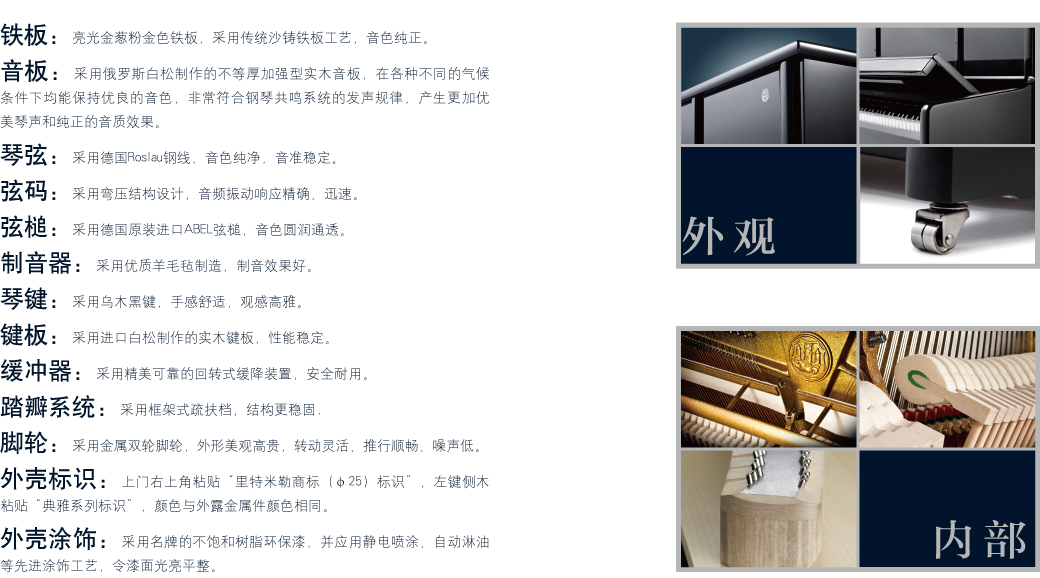 铁板：亮光金葱粉金色铁板，采用传统沙铸铁板工艺，音色纯正。
音板：采用俄罗斯白松制作的不等厚加强型实木音板，在各种不同的气候
条件下均能保持优良的音色，非常符合钢琴共鸣系统的发声规律，产生更加优
美琴声和纯正的音质效果。
琴弦：采用德国Roslau钢线，音色纯净，音准稳定。
弦码：采用弯压结构设计，音频振动响应精确、迅速。
弦槌：采用德国原装进口ABEL弦槌，音色圆润通透。
制音器：采用优质羊毛毡制造，制音效果好。
琴键：采用乌木黑键，手感舒适，观感高雅。
键板：采用进口白松制作的实木键板，性能稳定。
缓冲器：采用精美可靠的回转式缓降装置，安全耐用。
踏瓣系统：采用框架式疏扶档，结构更稳固.
脚轮：采用金属双轮脚轮，外形美观高贵，转动灵活、推行顺畅、噪声低。
外壳标识：上门右上角粘贴“里特米勒商标（φ25）标识”，左键侧木
粘贴“典雅系列标识”，颜色与外露金属件颜色相同。
外壳涂饰：采用名牌的不饱和树脂环保漆，并应用静电喷涂、自动淋油
等先进涂饰工艺，令漆面光亮平整。
外观
内部